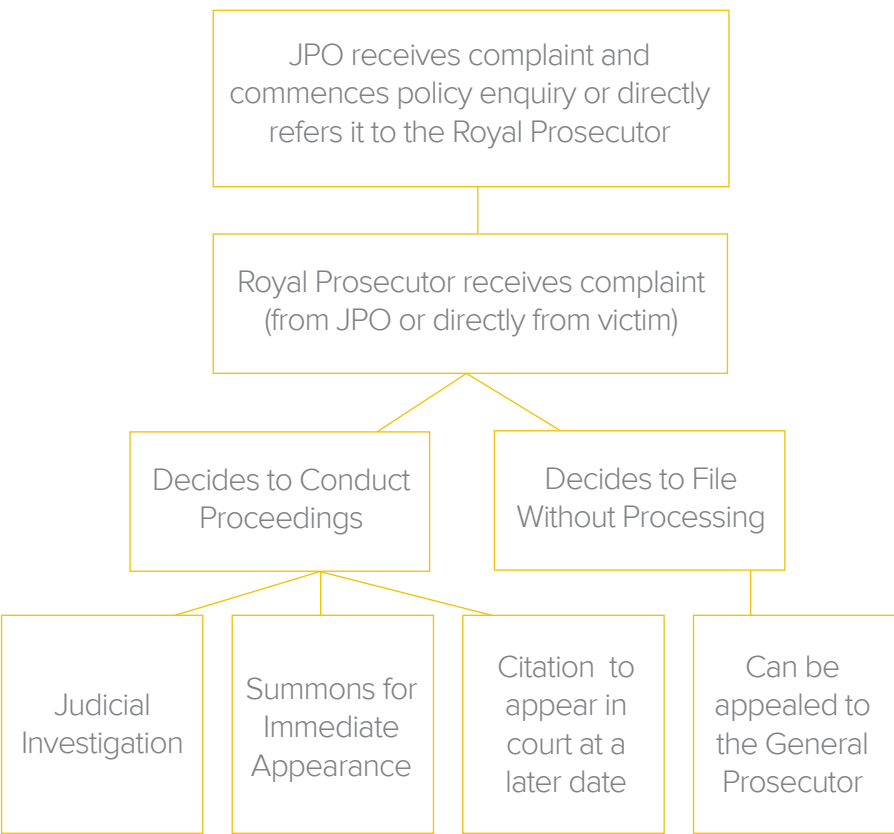 JPO receives complaint and
commences policy enquiry or directly
refers it to the Royal Prosecutor
Royal Prosecutor receives complaint
(from JPO or directly from victim)
Decides to Conduct
Proceedings
Decides to File
Without Processing
Judicial
Investigation
Summons for
Immediate
Appearance
Citation to
appear in
court at a
later date
Can be
appealed to
the General
Prosecutor